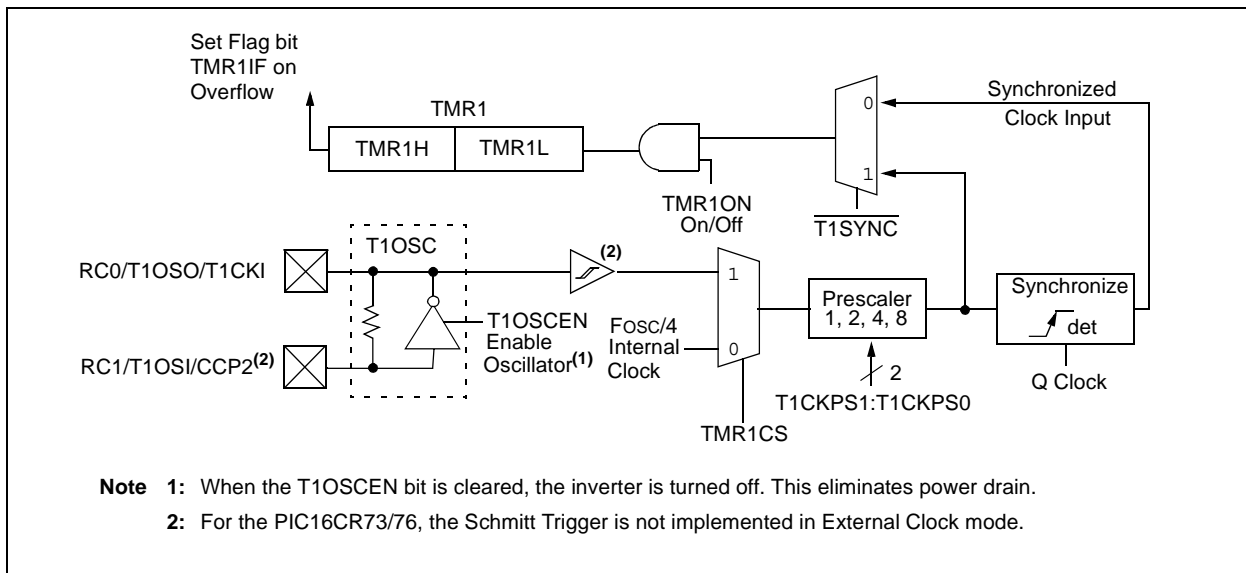 Set Flag bit
TMR1IF on
Overflow
TMR1
TMR1H
TMR1L
0
1
Synchronized
Clock Input
TMR1ON
On/Off
T1SYNC
T1OSC
RC0/T1OSO/T1CKI
(2)
1
0
Prescaler
1, 2, 4, 8
Synchronize
det
T1OSCEN
Enable
Oscillator(1)
FOSC/4
Internal
Clock
RC1/T1OSI/CCP2(2)
2
Q Clock
T1CKPS1:T1CKPS0
TMR1CS
Note 1: When the T1OSCEN bit is cleared, the inverter is turned off. This eliminates power drain.
2: For the PIC16CR73/76, the Schmitt Trigger is not implemented in External Clock mode.